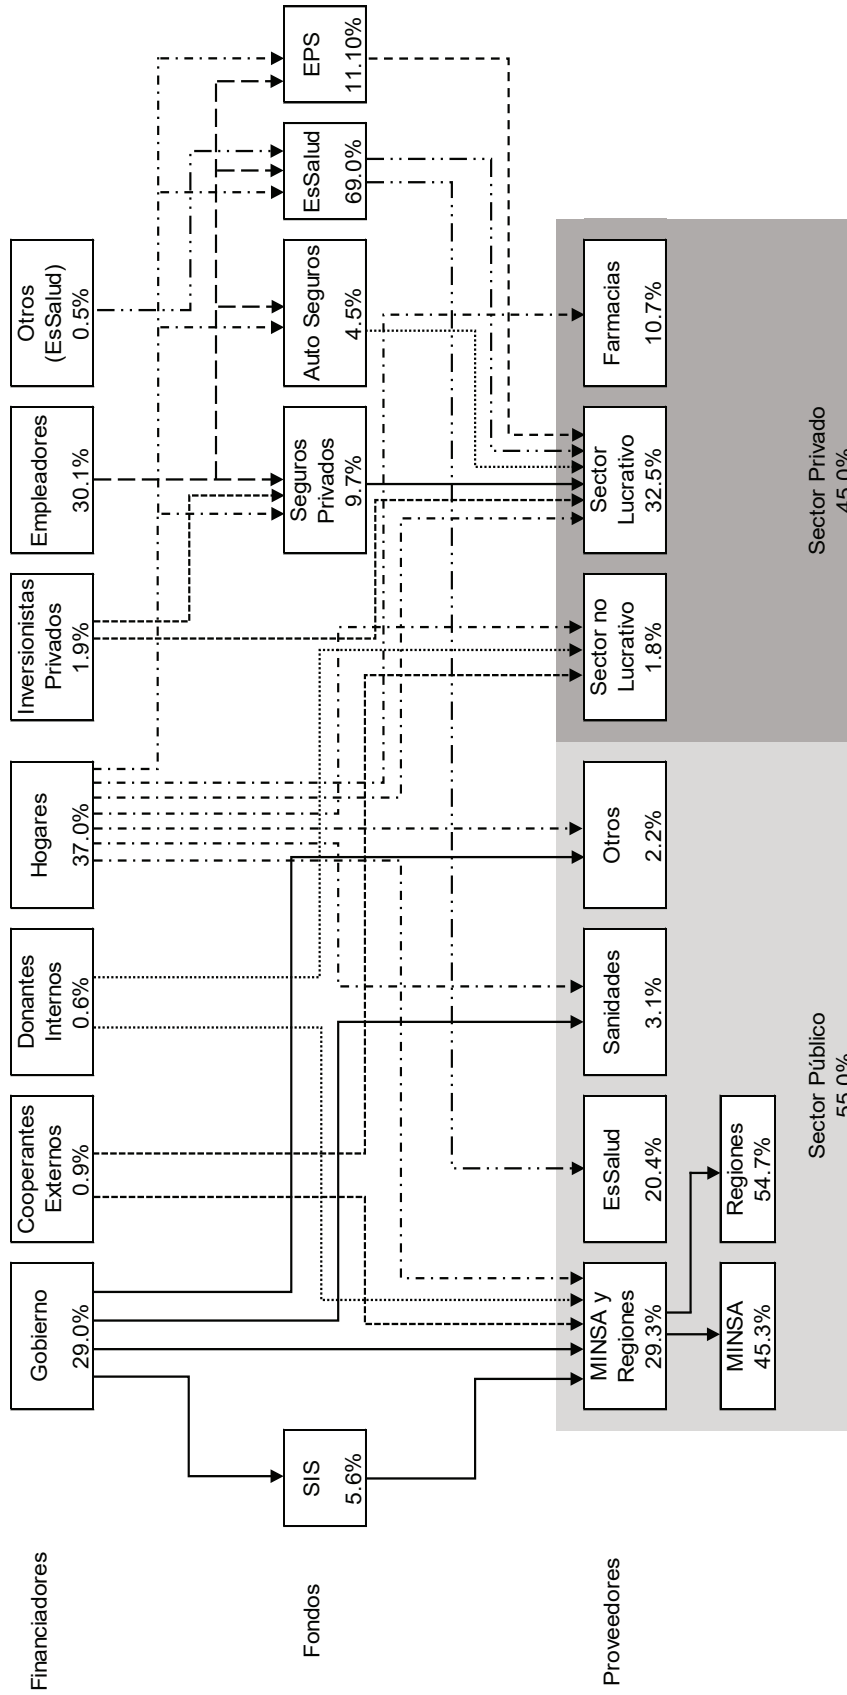 Financiadores
Gobierno
29.0%
Cooperantes
Externos
0.9%
Donantes
Internos
0.6%
Hogares
37.0%
Inversionistas
Privados
1.9%
Empleadores
30.1%
Otros
(EsSalud)
0.5%
Fondos
SIS
5.6%
Seguros
Privados
9.7%
Auto Seguros
4.5%
EsSalud
69.0%
EPS
11.10%
Proveedores
MINSA y
Regiones
29.3%
EsSalud
20.4%
Sanidades
3.1%
Otros
2.2%
Sector no
Lucrativo
1.8%
Sector
Lucrativo
32.5%
Farmacias
10.7%
MINSA
45.3%
Regiones
54.7%
Sector Público
55.0%
Sector Privado
45.0%